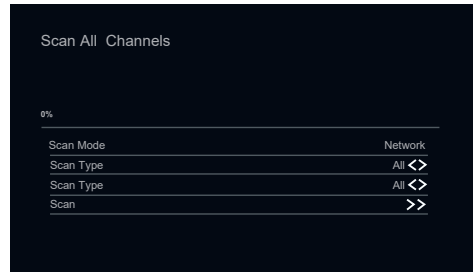 Scan All Channels
0%
Scan Mode Network
Scan Type All <>
Scan Type All <>
Scan >>